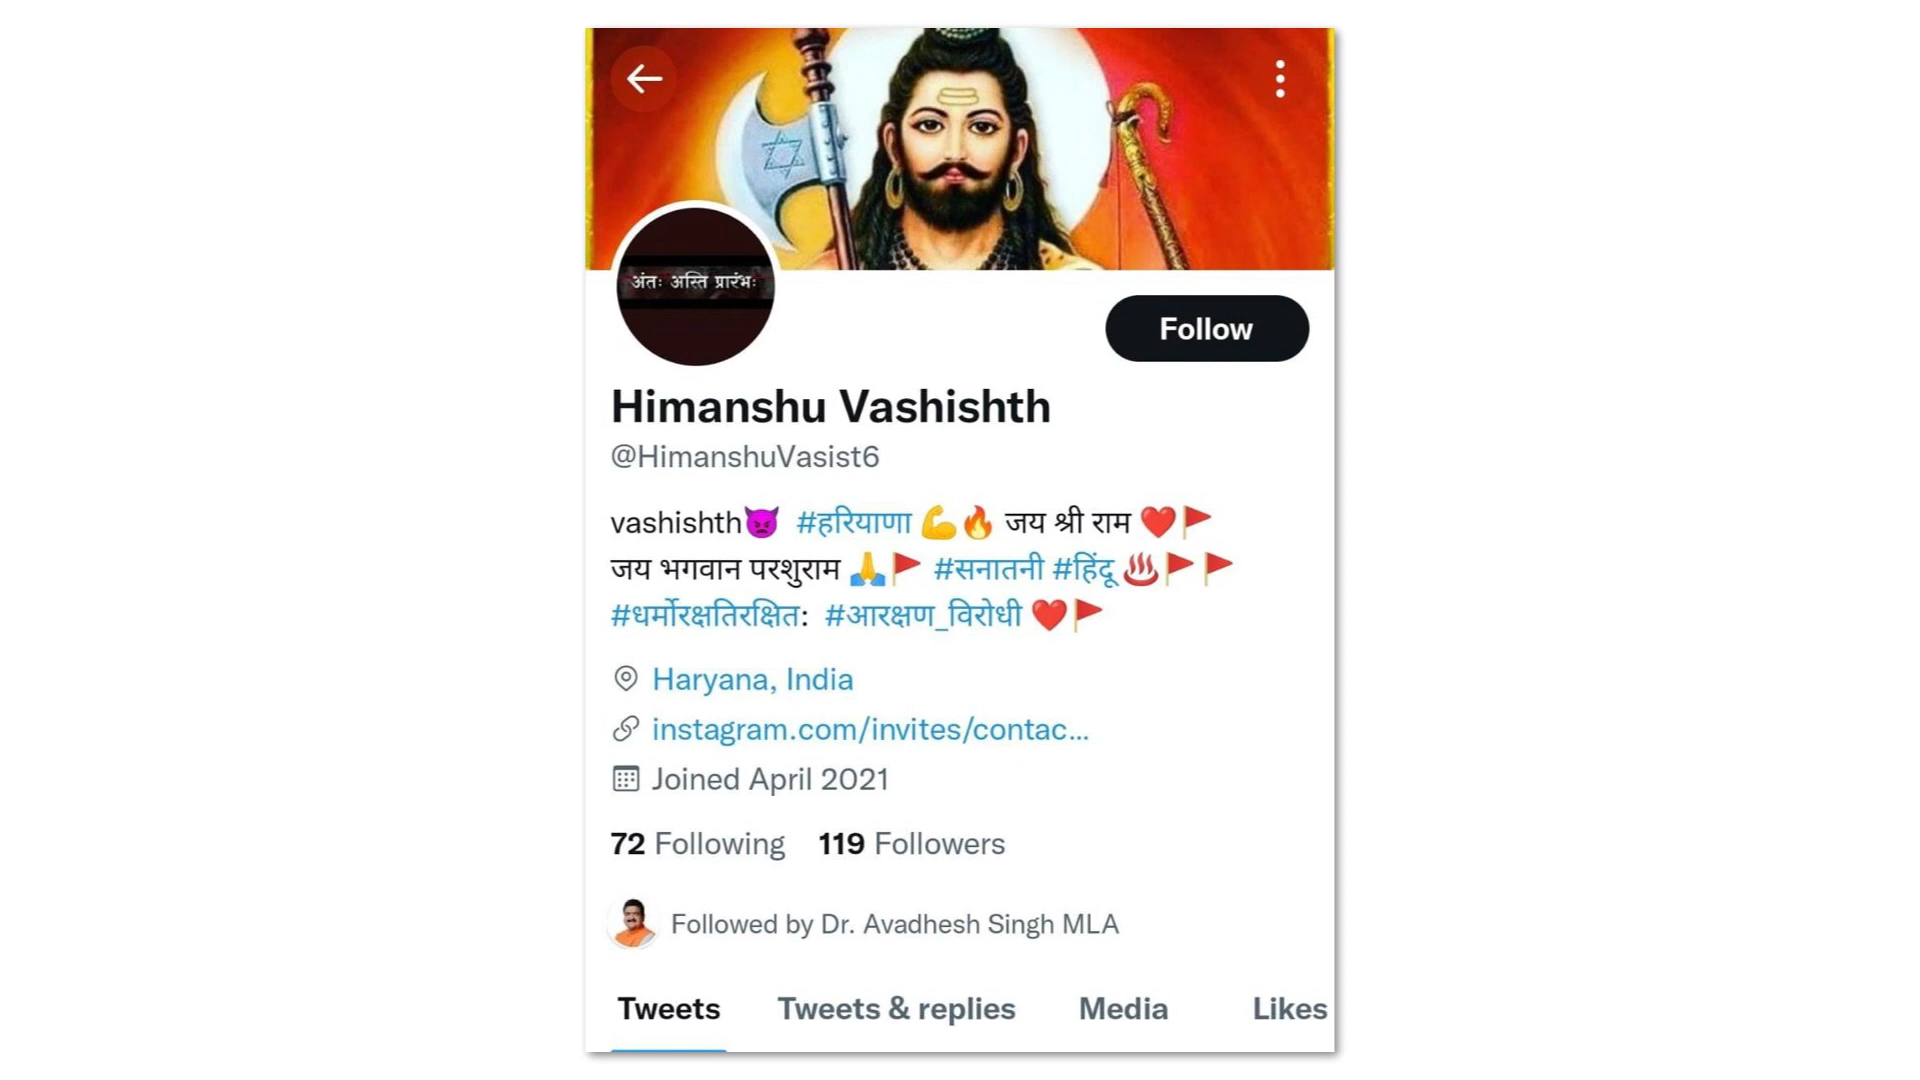 अंतः अस्ति प्रारंभः
Follow
Himanshu Vashishth
@HimanshuVasist6
vashishth👿 #हरियाणा 💪🔥 जय श्री राम ❤️🚩
जय भगवान परशुराम 🙏🚩 #सनातनी #हिंदू ♨️🚩🚩
#धर्मोरक्षतिरक्षित: #आरक्षण_विरोधी ❤️🚩
Haryana, India
instagram.com/invites/contac...
Joined April 2021
72 Following 119 Followers
Followed by Dr. Avadhesh Singh MLA
Tweets Tweets & replies Media Likes